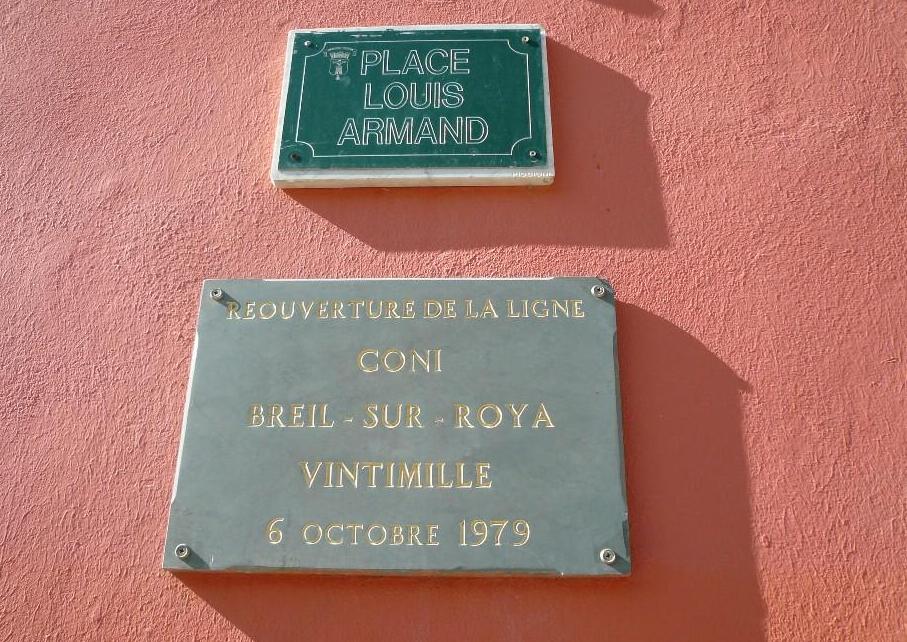 PLACE
LOUIS
ARMAND
REOUVERTURE DE LA LIGNE
CONI
BREIL - SUR - ROYA
VINTIMILLE
6 OCTOBRE 1979